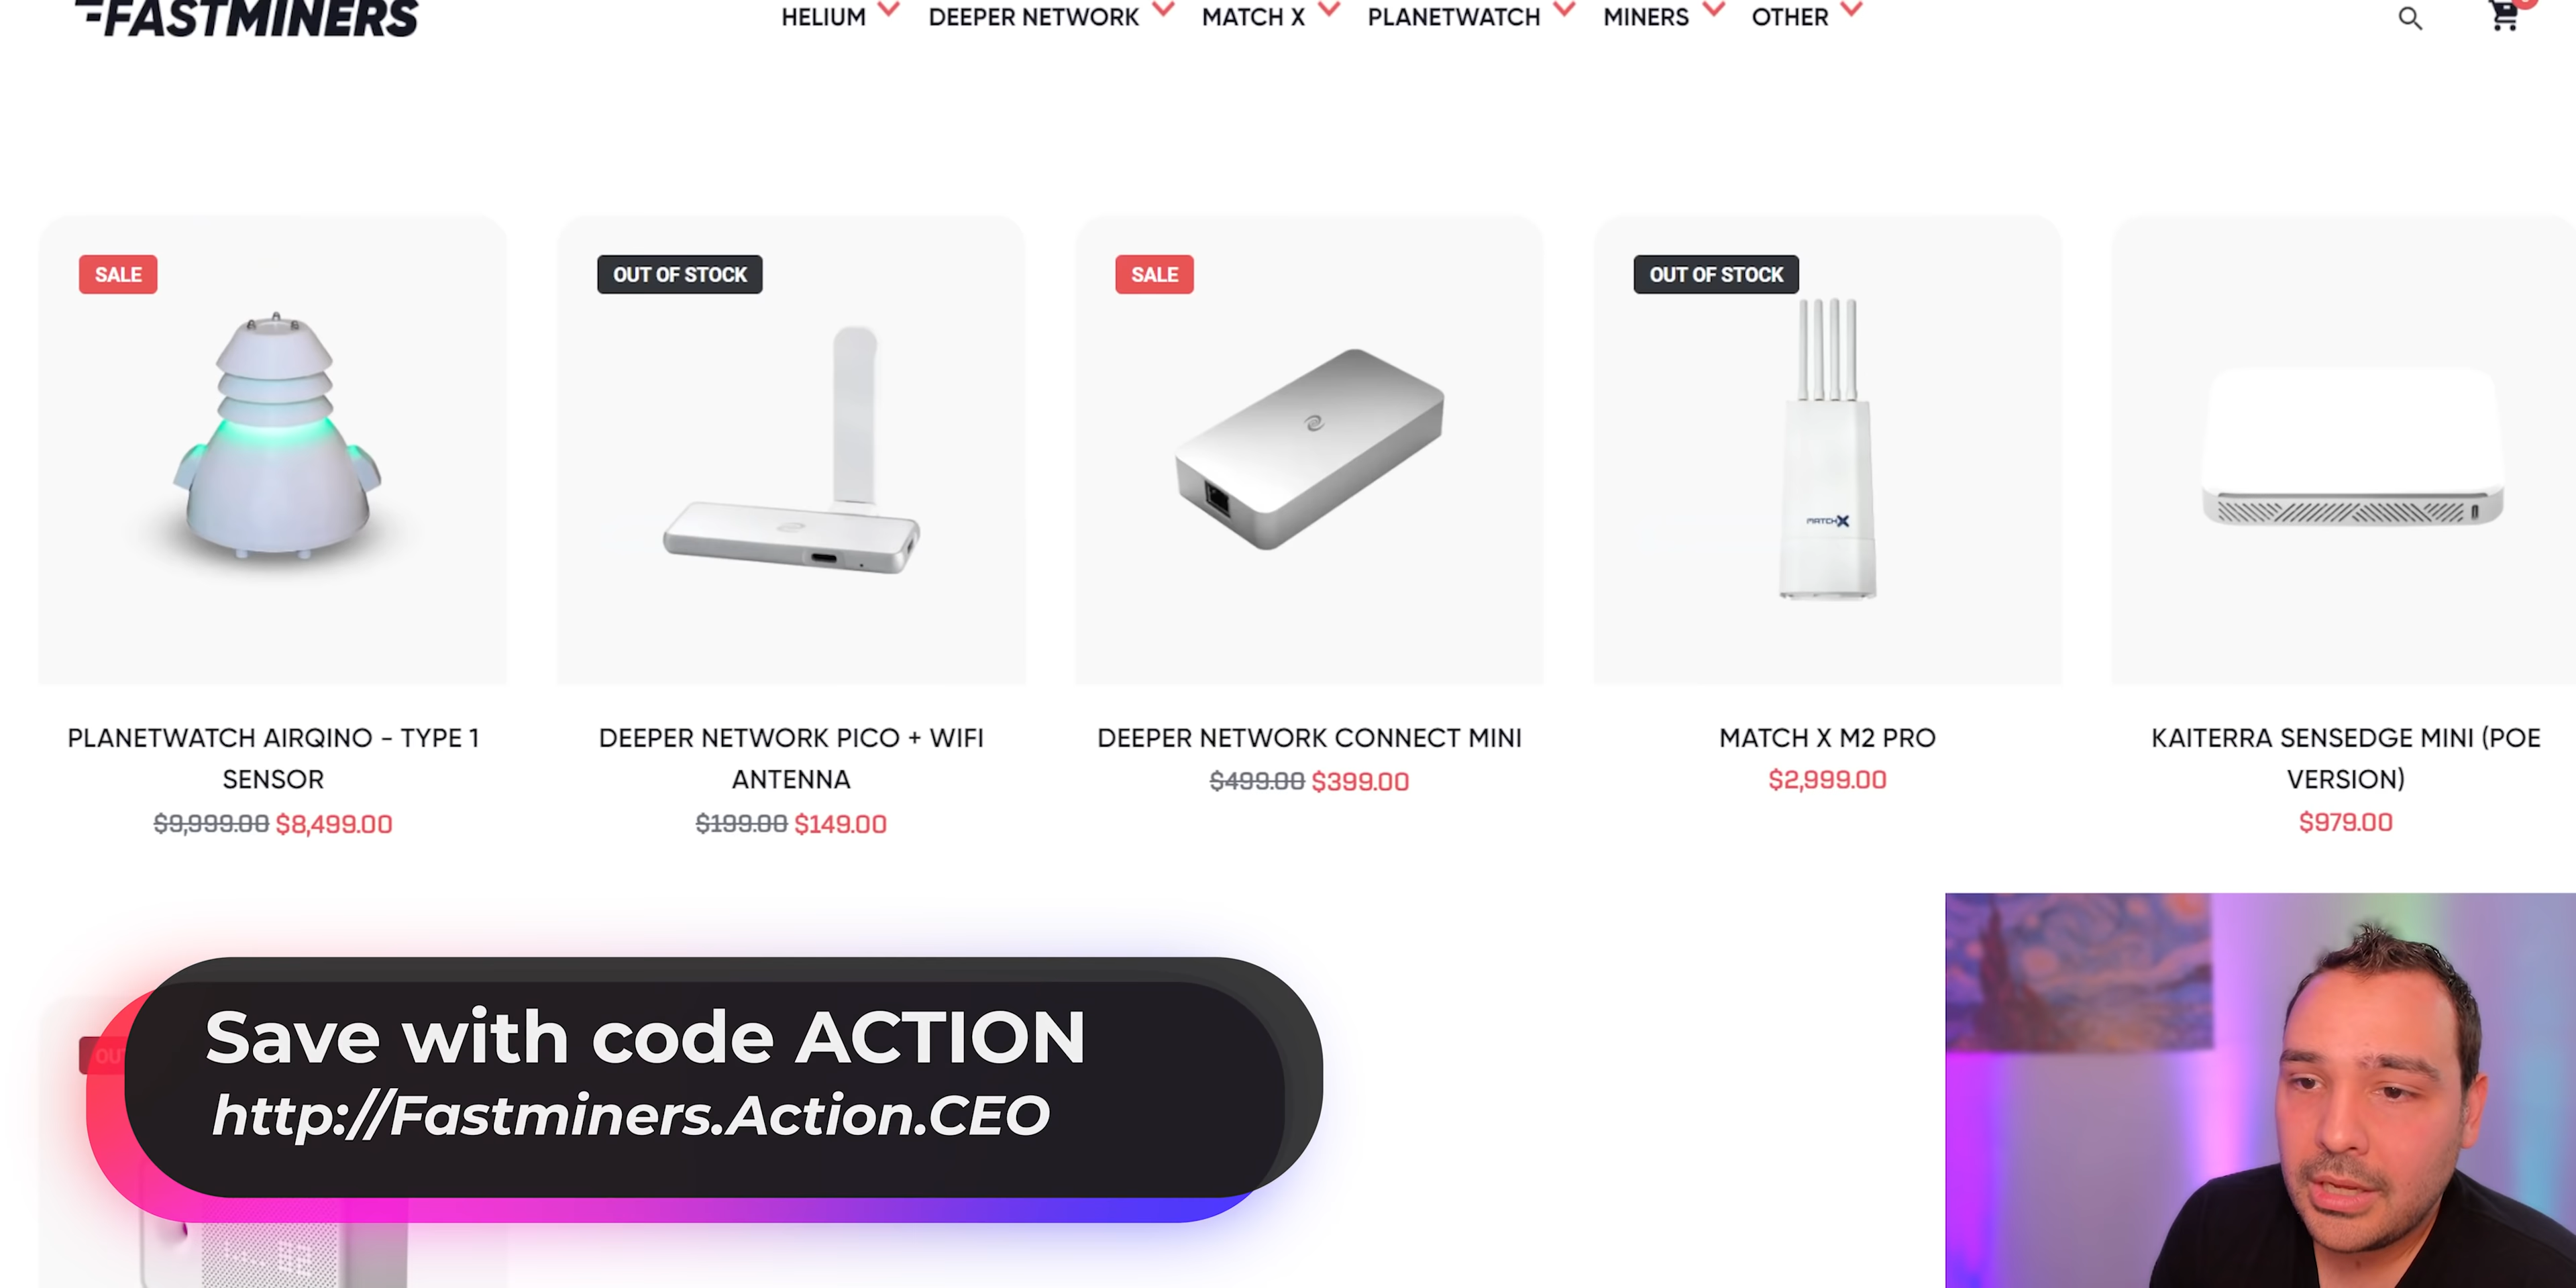 FASTMINERS
HELIUM DEEPER NETWORK MATCH X PLANETWATCH MINERS OTHER
SALE
OUT OF STOCK
SALE
OUT OF STOCK
MATCHX
PLANETWATCH AIRQINO - TYPE 1
SENSOR
$9,999.00 $8,499.00
DEEPER NETWORK PICO + WIFI
ANTENNA
$199.00 $149.00
DEEPER NETWORK CONNECT MINI
$499.00 $399.00
MATCH X M2 PRO
$2,999.00
KAITERRA SENSEDGE MINI (POE
VERSION)
$979.00
Save with code ACTION
http://Fastminers.Action.CEO